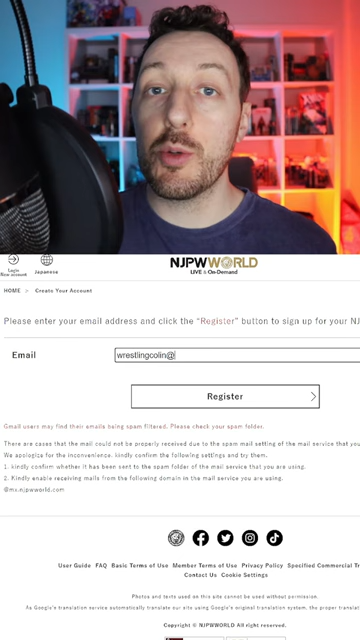 Login
New account
Japanese
NJPWWORLD
LIVE & On-Demand
HOME > Create Your Account
Please enter your email address and click the "Register" button to sign up for your NJ
Email
wrestlingcolin@
Register
Gmail users may find their emails being spam filtered. Please check your spam folder.
There are cases that the mail could not be properly received due to the spam mail setting of the mail service that you
We apologize for the inconvenience. kindly confirm the following settings and try them.
1. kindly confirm whether it has been sent to the spam folder of the mail service that you are using.
2. Kindly enable receiving mails from the following domain in the mail service you are using.
@mx.njpwworld.com
User Guide FAQ Basic Terms of Use Member Terms of Use Privacy Policy Specified Commercial Tr
Contact Us Cookie Settings
Photos and texts used on this site cannot be used without permission.
As Google's translation service automatically translate our site using Google's original translation system, the proper transla
Copyright © NJPWWORLD All right reserved.